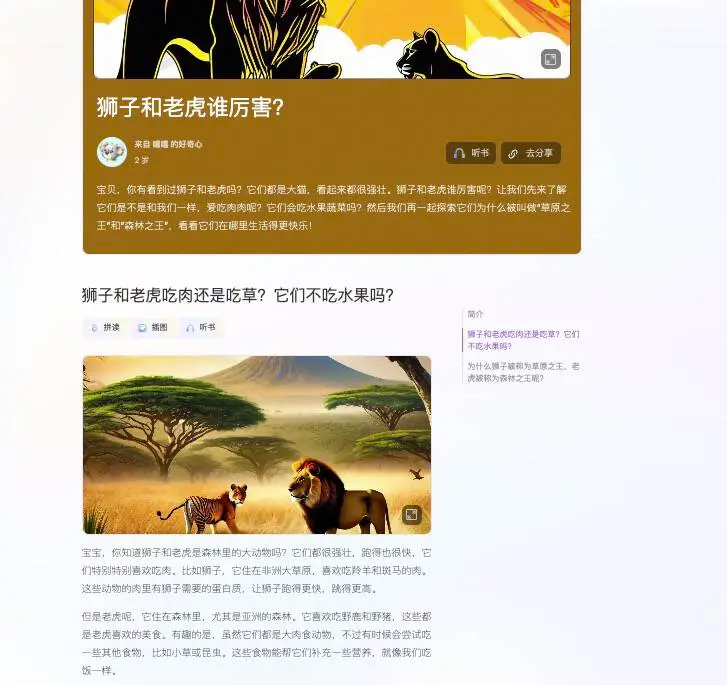 狮子和老虎谁厉害?
来自 嘻嘻 的好奇心
2 岁
听书
去分享
宝贝，你有看到过狮子和老虎吗？它们都是大猫，看起来都很强壮。狮子和老虎谁厉害呢？让我们先来了解
它们是不是和我们一样，爱吃肉肉呢？它们会吃水果蔬菜吗？然后我们再一起探索它们为什么被叫做“草原之
王”和“森林之王”，看看它们在哪里生活得更快乐！
狮子和老虎吃肉还是吃草？它们不吃水果吗？
拼读
插图
听书
简介
狮子和老虎吃肉还是吃草？它们
不吃水果吗？
为什么狮子被称为草原之王，老
虎被称为森林之王呢？
宝宝，你知道狮子和老虎是森林里的大动物吗？它们都很强壮，跑得也很快，它
们特别特别喜欢吃肉。比如狮子，它住在非洲大草原，喜欢吃羚羊和斑马的肉。
这些动物的肉里有狮子需要的蛋白质，让狮子跑得更快，跳得更高。
但是老虎呢，它住在森林里，尤其是亚洲的森林。它喜欢吃野鹿和野猪，这些都
是老虎喜欢的美食。有趣的是，虽然它们都是大肉食动物，不过有时候会尝试吃
一些其他食物，比如小草或昆虫。这些食物能帮它们补充一些营养，就像我们吃
饭一样。